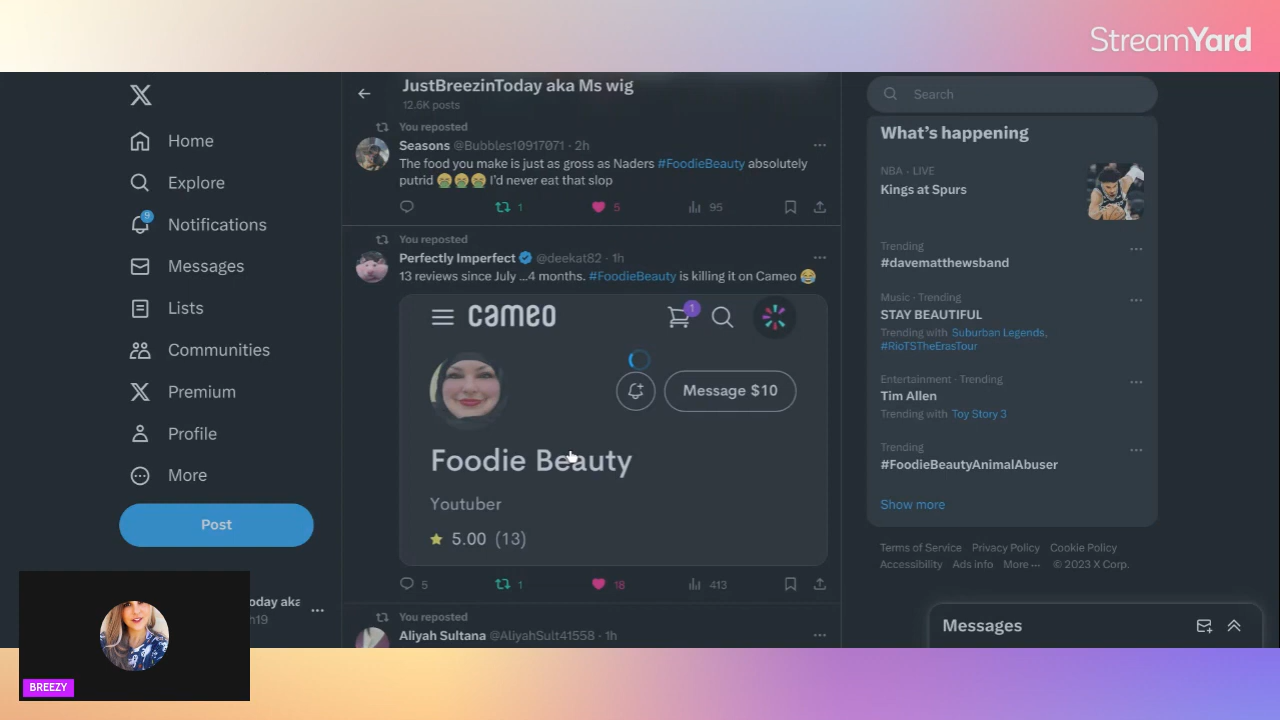 StreamYard
Home
Explore
9
Notifications
Messages
Lists
Communities
Premium
Profile
More
Post
oday aka
h19
BREEZY
JustBreezinToday aka Ms wig
12.6K posts
You reposted
Seasons @Bubbles10917071 · 2h
The food you make is just as gross as Naders #FoodieBeauty absolutely
putrid 🤮🤮🤮 I'd never eat that slop
1
5
95
You reposted
Perfectly Imperfect @deekat82 · 1h
13 reviews since July ...4 months. #FoodieBeauty is killing it on Cameo 😂
cameo
1
Message $10
Foodie Beauty
Youtuber
5.00 (13)
5
1
18
413
You reposted
Aliyah Sultana @AliyahSult41558 · 1h
Search
What's happening
NBA · LIVE
Kings at Spurs
Trending
#davematthewsband
Music · Trending
STAY BEAUTIFUL
Trending with Suburban Legends,
#RioTSTheErasTour
Entertainment · Trending
Tim Allen
Trending with Toy Story 3
Trending
#FoodieBeautyAnimalAbuser
Show more
Terms of Service Privacy Policy Cookie Policy
Accessibility Ads info More ··· © 2023 X Corp.
Messages